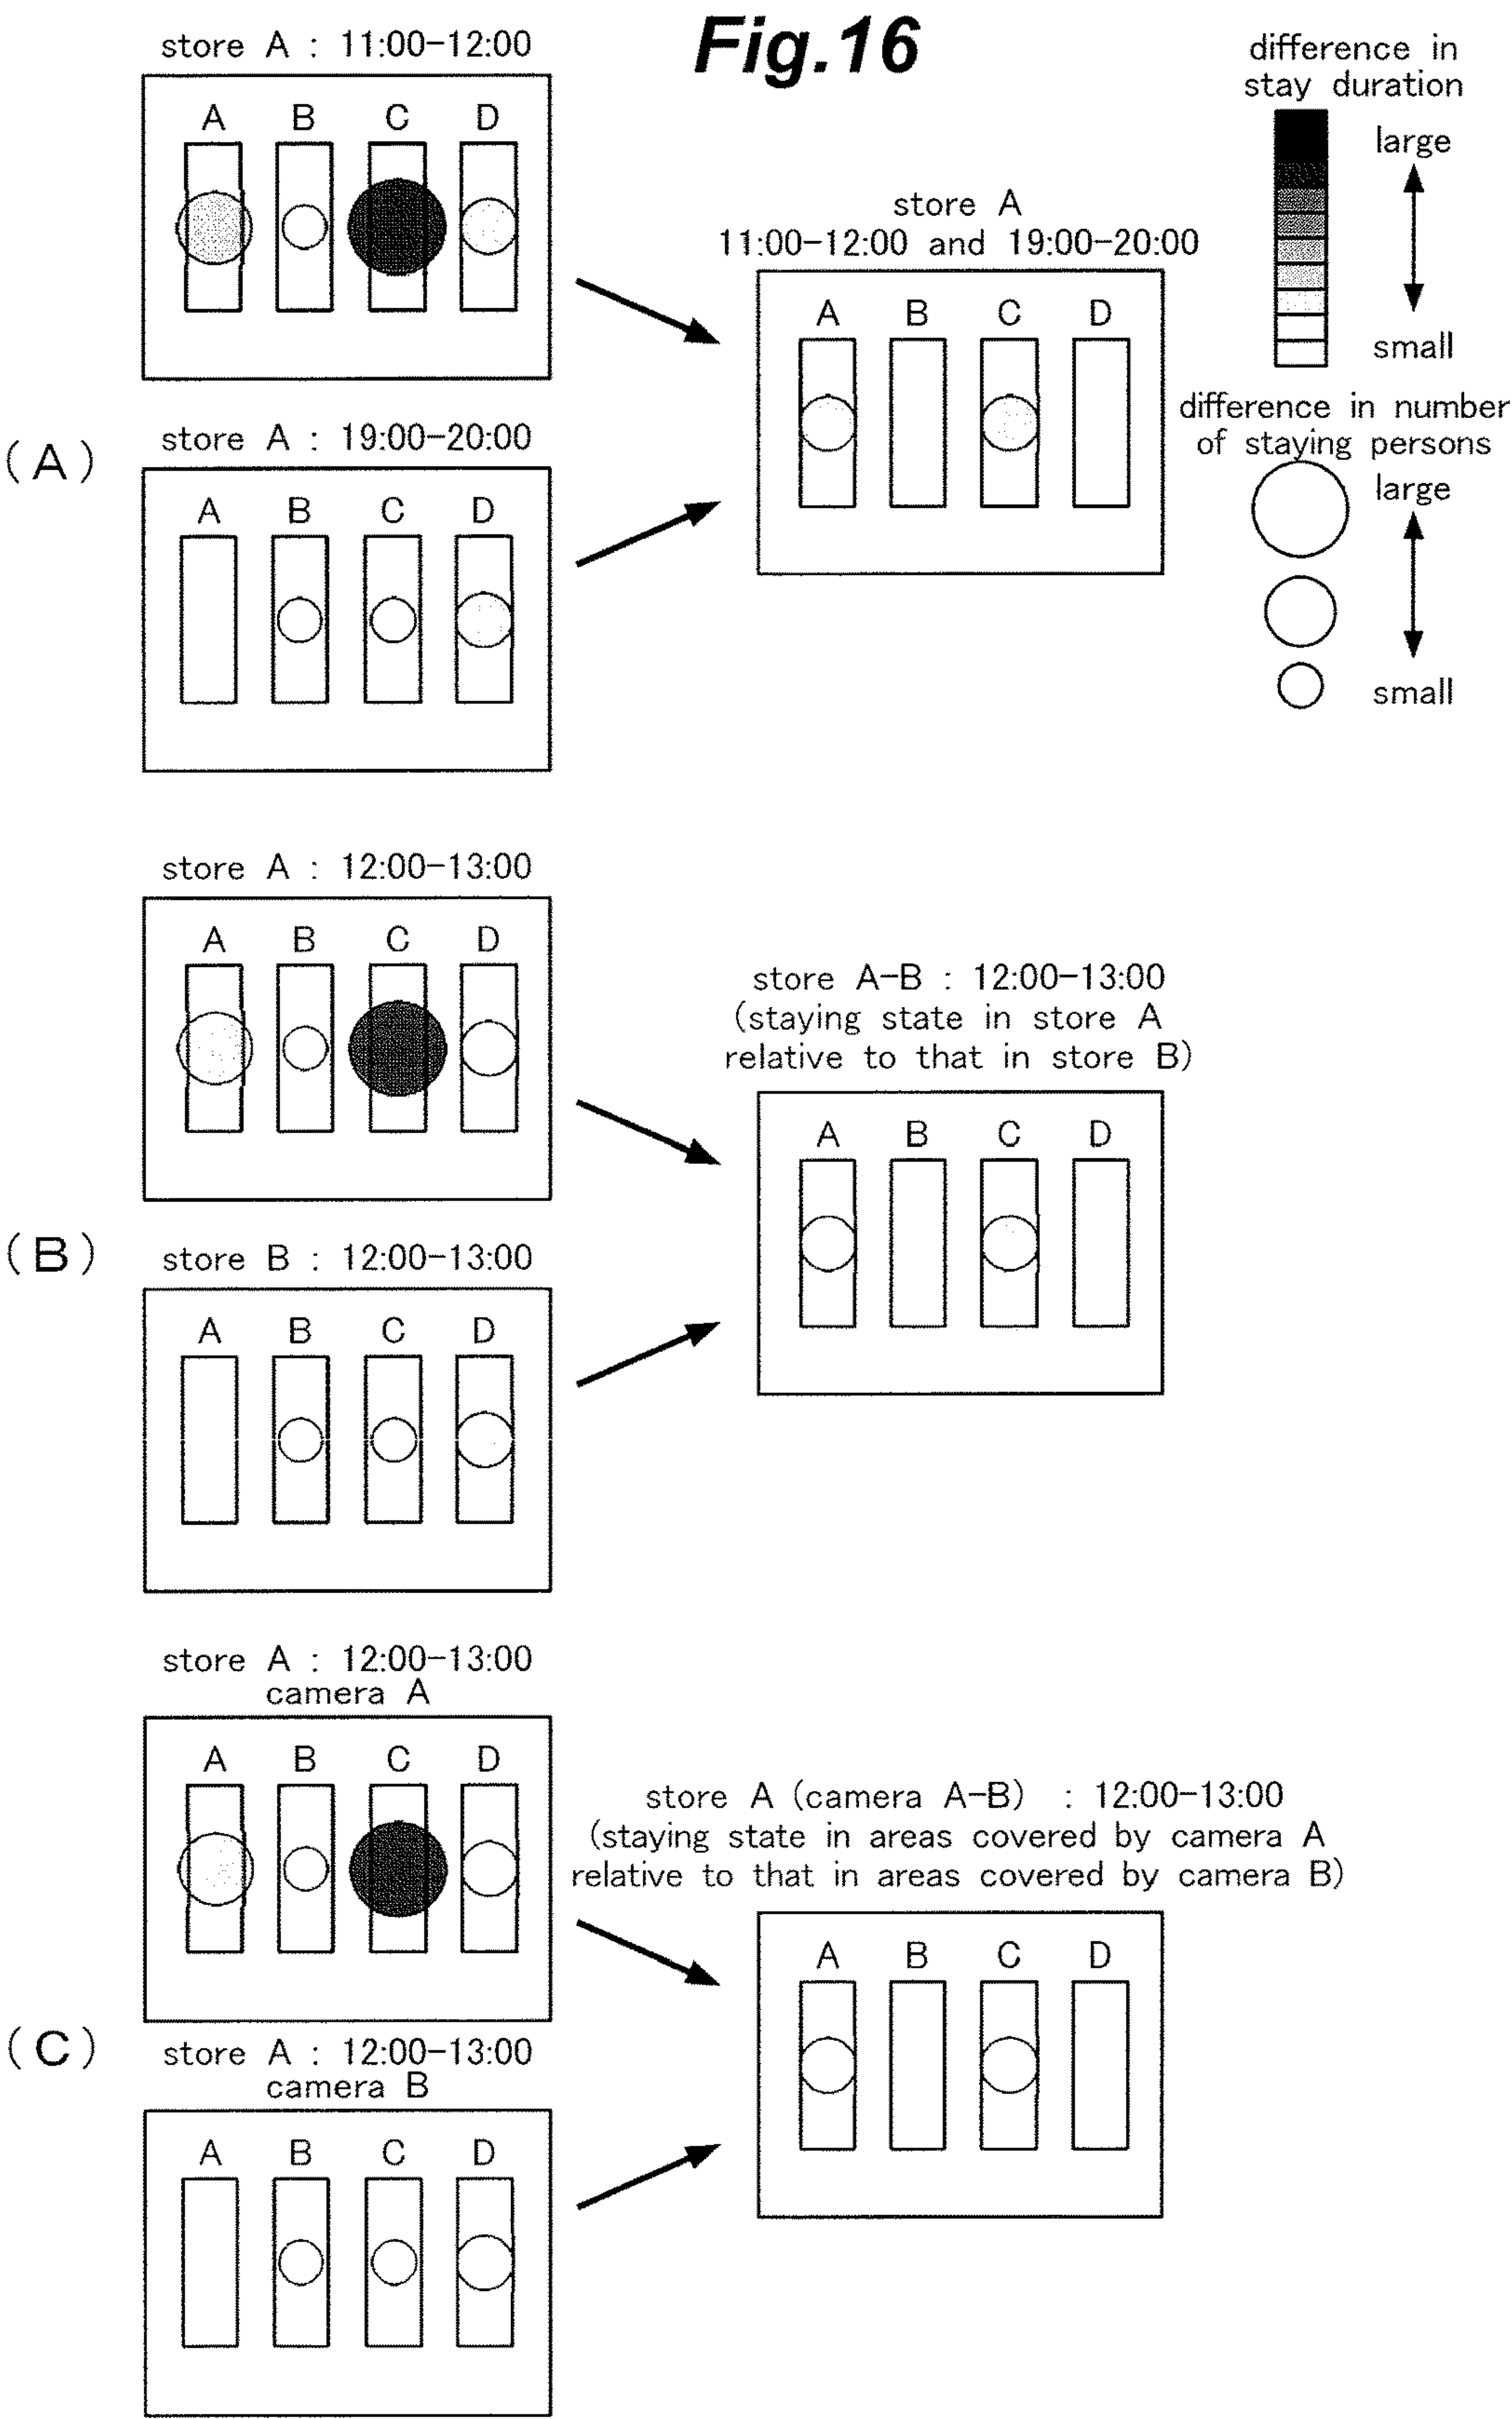 Fig.16
store A : 11:00-12:00
A B C D
store A
11:00-12:00 and 19:00-20:00
A B C D
difference in
stay duration
large
small
difference in number
of staying persons
large
small
(A)
store A : 19:00-20:00
A B C D
store A : 12:00-13:00
A B C D
store A-B : 12:00-13:00
(staying state in store A
relative to that in store B)
A B C D
(B)
store B : 12:00-13:00
A B C D
store A : 12:00-13:00
camera A
A B C D
store A (camera A-B) : 12:00-13:00
(staying state in areas covered by camera A
relative to that in areas covered by camera B)
A B C D
(C)
store A : 12:00-13:00
camera B
A B C D